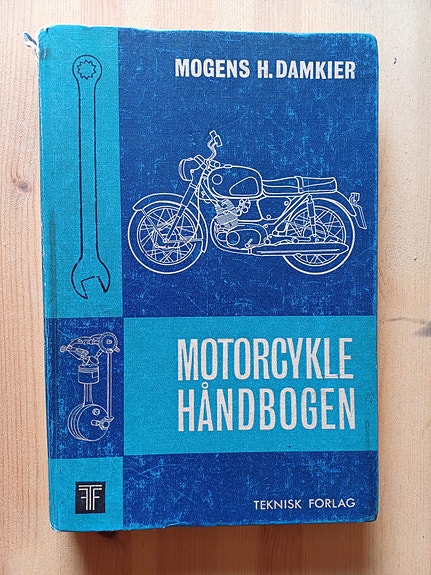 MOGENS H. DAMKIER
MOTORCYKLE
HÅNDBOGEN
TEKNISK FORLAG